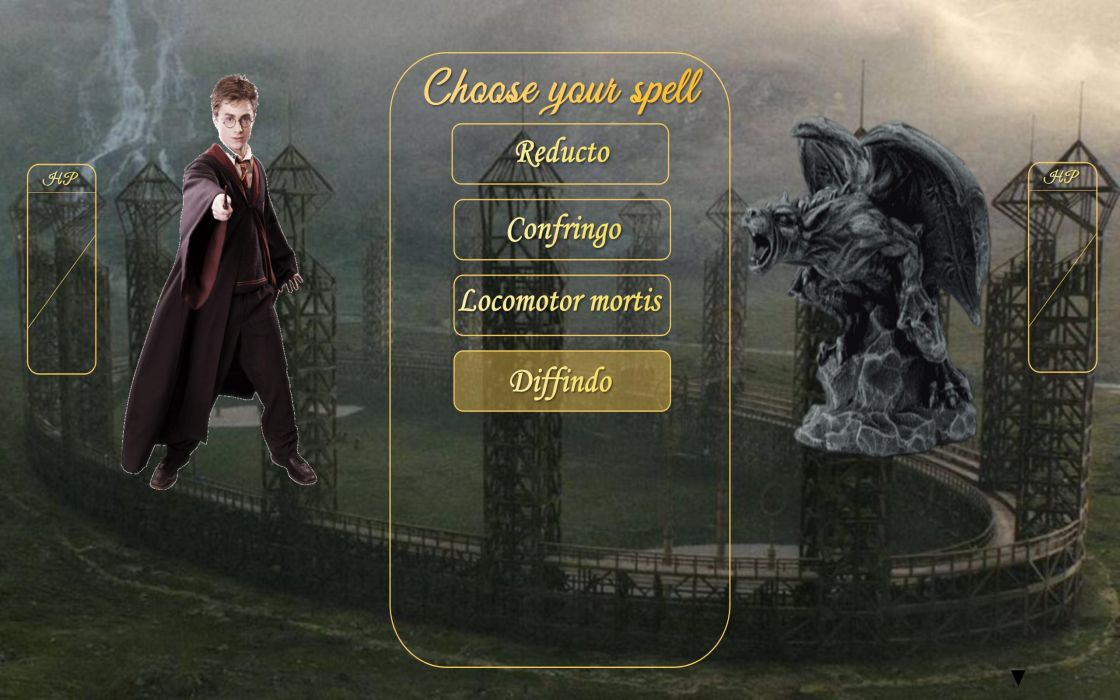 Choose your spell
HP
Reducto
HP
Confringo
Locomotor mortis
Diffindo